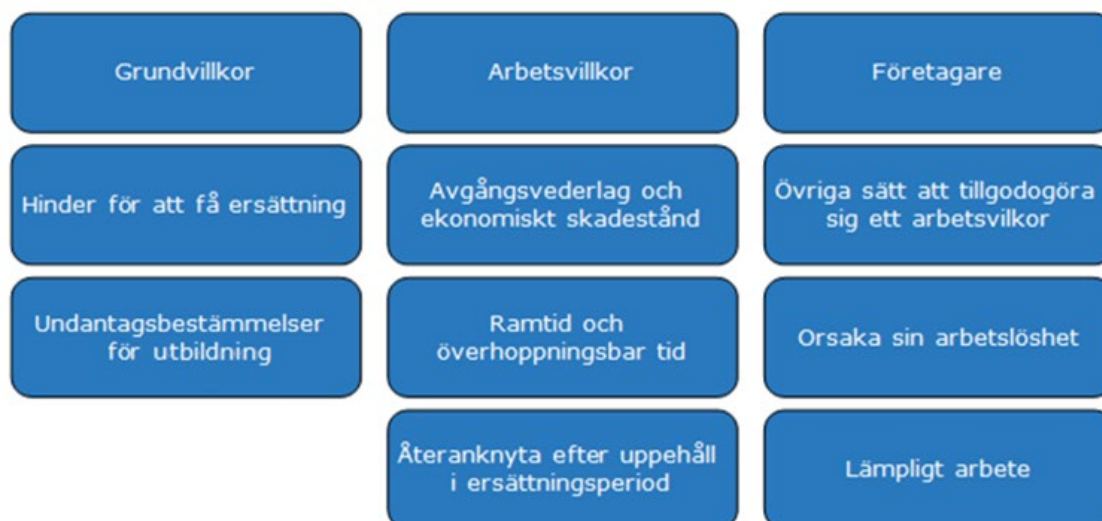 Grundvillkor
Arbetsvillkor
Företagare
Hinder för att få ersättning
Avgångsvederlag och
ekonomiskt skadestånd
Övriga sätt att tillgodogöra
sig ett arbetsvilkor
Undantagsbestämmelser
för utbildning
Ramtid och
överhoppningsbar tid
Orsaka sin arbetslöshet
Återanknyta efter uppehåll
i ersättningsperiod
Lämpligt arbete